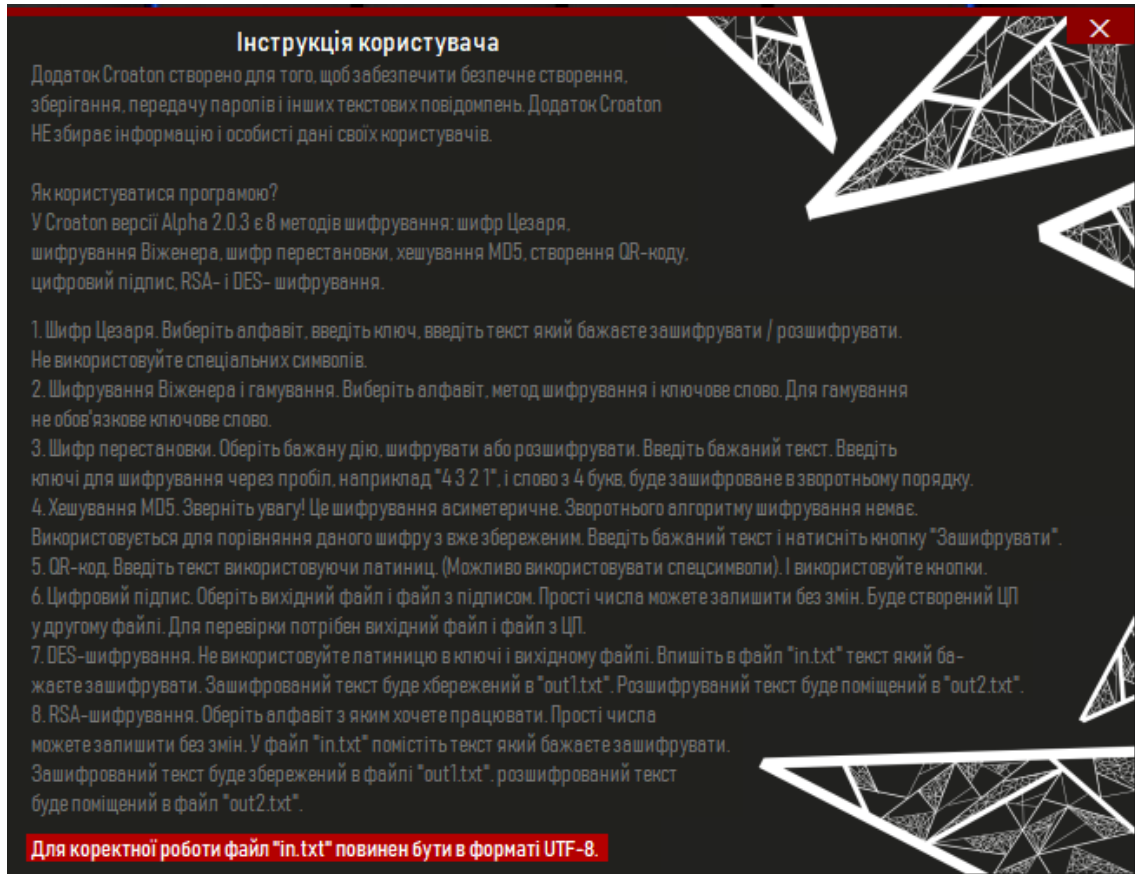 Інструкція користувача
Додаток Croaton створено для того, щоб забезпечити безпечне створення,
зберігання, передачу паролів і інших текстових повідомлень. Додаток Croaton
НЕ збирає інформацію і особисті дані своїх користувачів.
Як користуватися програмою?
У Croaton версії Alpha 2.0.3 є 8 методів шифрування: шифр Цезаря,
шифрування Віженера, шифр перестановки, хешування MD5, створення QR-коду,
цифровий підпис, RSA- і DES- шифрування.
1. Шифр Цезаря. Виберіть алфавіт, введіть ключ, введіть текст який бажаєте зашифрувати / розшифрувати.
Не використовуйте спеціальних символів.
2. Шифрування Віженера і гамування. Виберіть алфавіт, метод шифрування і ключове слово. Для гамування
не обов'язкове ключове слово.
3. Шифр перестановки. Оберіть бажану дію, шифрувати або розшифрувати. Введіть бажаний текст. Введіть
ключі для шифрування через пробіл, наприклад, "4 3 2 1", і слово з 4 букв, буде зашифроване в зворотньому порядку.
4. Хешування MD5. Зверніть увагу! Це шифрування асиметеричне. Зворотнього алгоритму шифрування немає.
Використовується для порівняння даного шифру з вже збереженим. Введіть бажаний текст і натисніть кнопку "Зашифрувати".
5. QR-код. Введіть текст використовуючи латиниц. (Можливо використовувати спецсимволи). І використовуйте кнопки.
6. Цифровий підпис. Оберіть вихідний файл і файл з підписом. Прості числа можете залишити без змін. Буде створений ЦП
у другому файлі. Для перевірки потрібен вихідний файл і файл з ЦП.
7. DES-шифрування. Не використовуйте латиницю в ключі і вихідному файлі. Впишіть в файл "in.txt" текст який ба-
жаєте зашифрувати. Зашифрований текст буде хбережений в "out1.txt". Розшифруваний текст буде поміщений в "out2.txt".
8. RSA-шифрування. Оберіть алфавіт з яким хочете працювати. Прості числа
можете залишити без змін. У файл "in.txt" помістіть текст який бажаєте зашифрувати.
Зашифрований текст буде збережений в файлі "out1.txt". розшифрований текст
буде поміщений в файл "out2.txt".
Для коректної роботи файл "in.txt" повинен бути в форматі UTF-8.